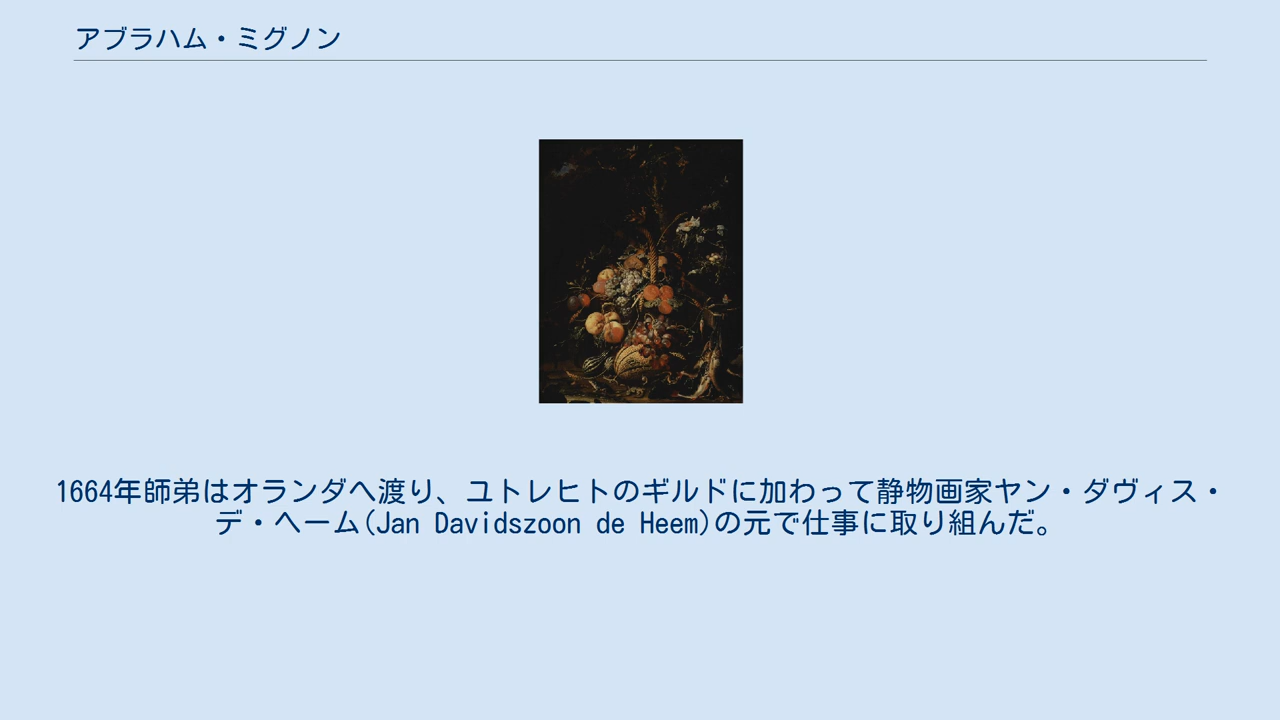 アブラハム・ミグノン
1664年師弟はオランダへ渡り、ユトレヒトのギルドに加わって静物画家ヤン・ダヴィス・
デ・ヘーム(Jan Davidszoon de Heem)の元で仕事に取り組んだ。